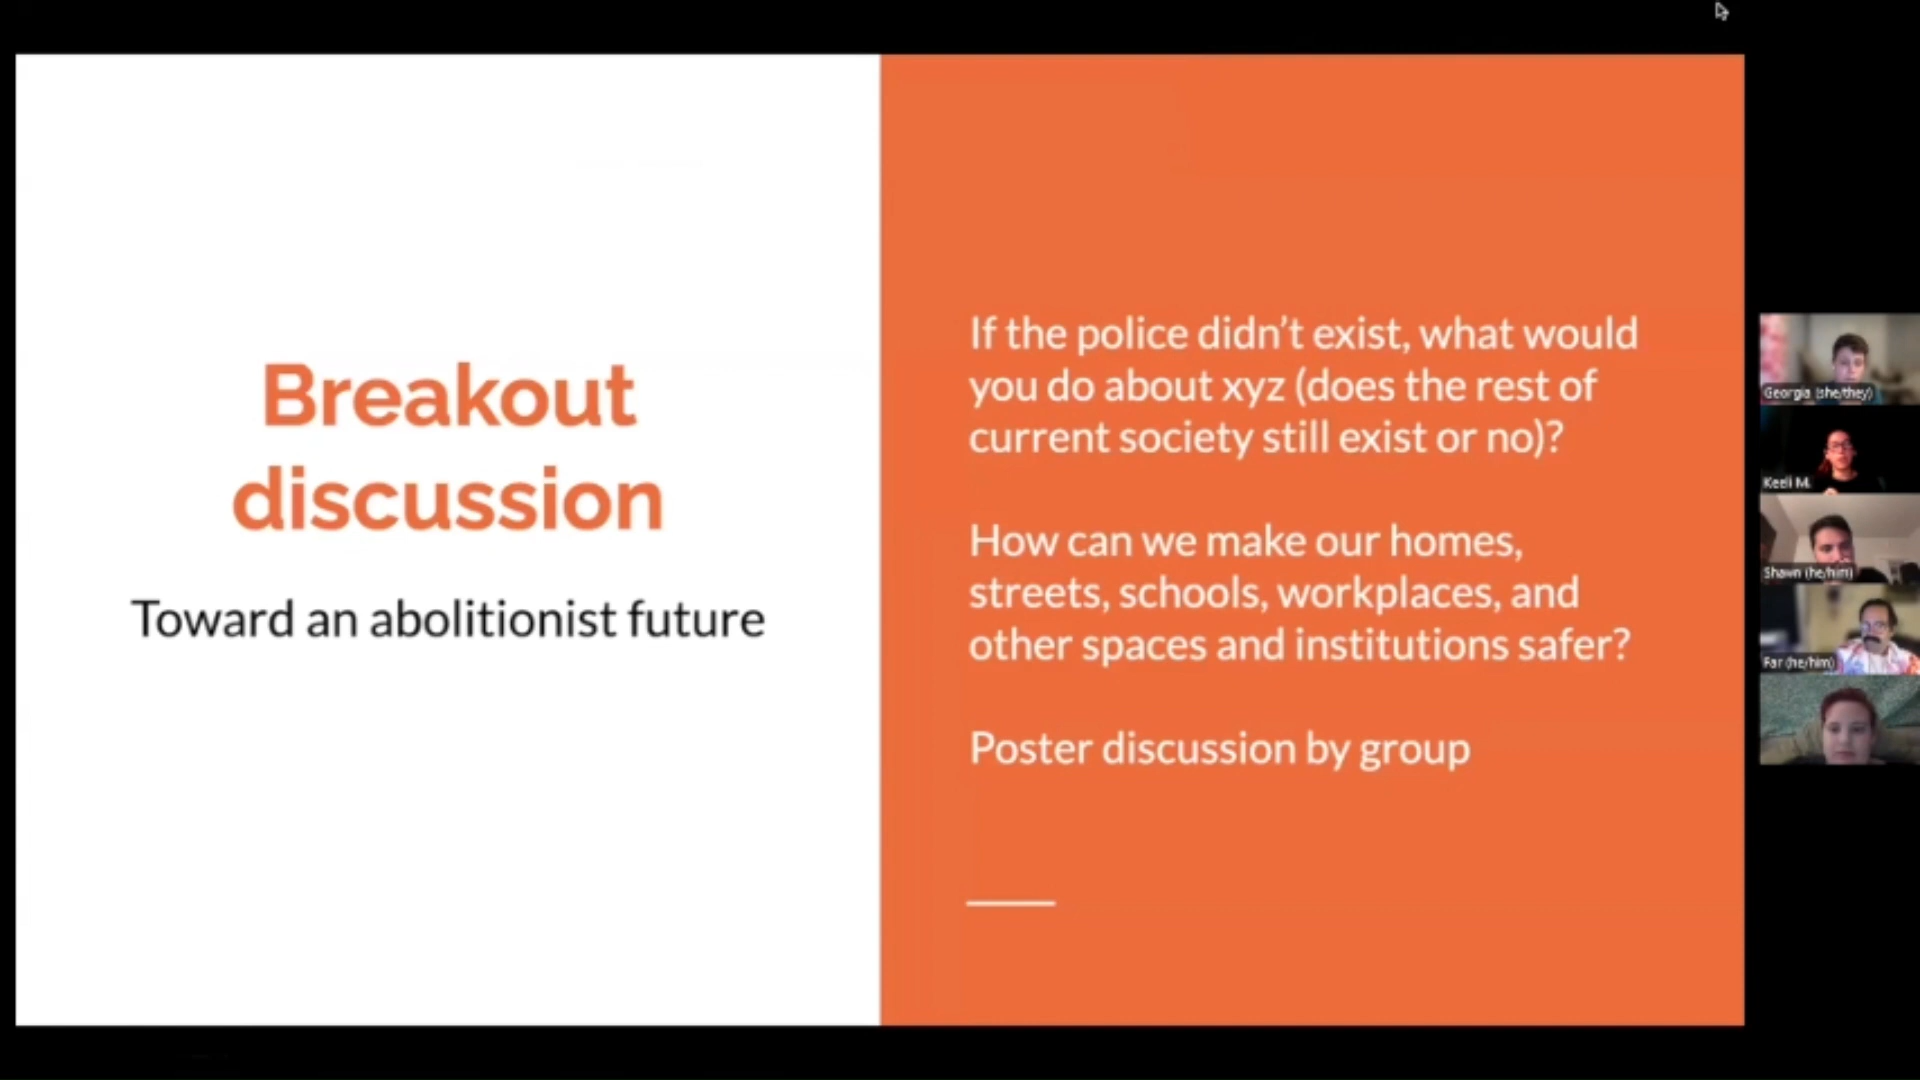 Breakout
discussion
Toward an abolitionist future
If the police didn’t exist, what would
you do about xyz (does the rest of
current society still exist or no)?
How can we make our homes,
streets, schools, workplaces, and
other spaces and institutions safer?
Poster discussion by group
Georgia (she/they)
Keeli M.
Shawn (he/him)
Far (he/him)